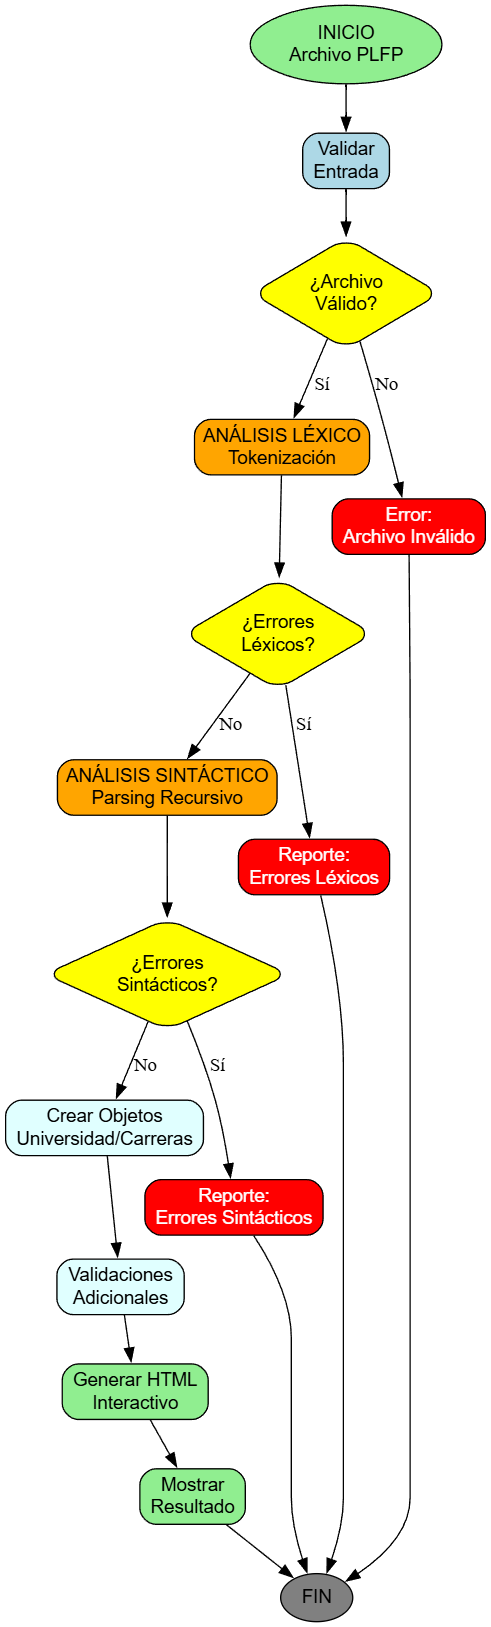 INICIO
Archivo PLFP
Validar
Entrada
¿Archivo
Válido?
Sí
No
ANÁLISIS LÉXICO
Tokenización
Error:
Archivo Inválido
¿Errores
Léxicos?
No
Sí
ANÁLISIS SINTÁCTICO
Parsing Recursivo
Reporte:
Errores Léxicos
¿Errores
Sintácticos?
No
Sí
Crear Objetos
Universidad/Carreras
Reporte:
Errores Sintácticos
Validaciones
Adicionales
Generar HTML
Interactivo
Mostrar
Resultado
FIN